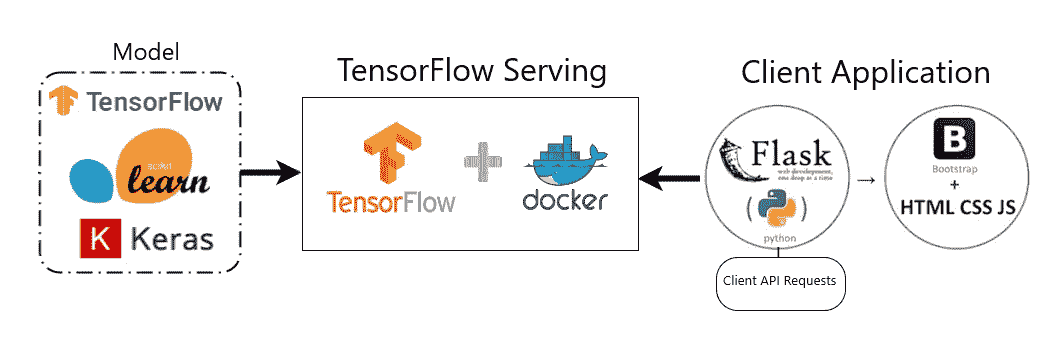 Model
TensorFlow
scikit
learn
K Keras
TensorFlow Serving
TensorFlow
docker
Client Application
Flask
web development,
one drop at a time
( )
python
Client API Requests
→
B
Bootstrap
+
HTML CSS JS